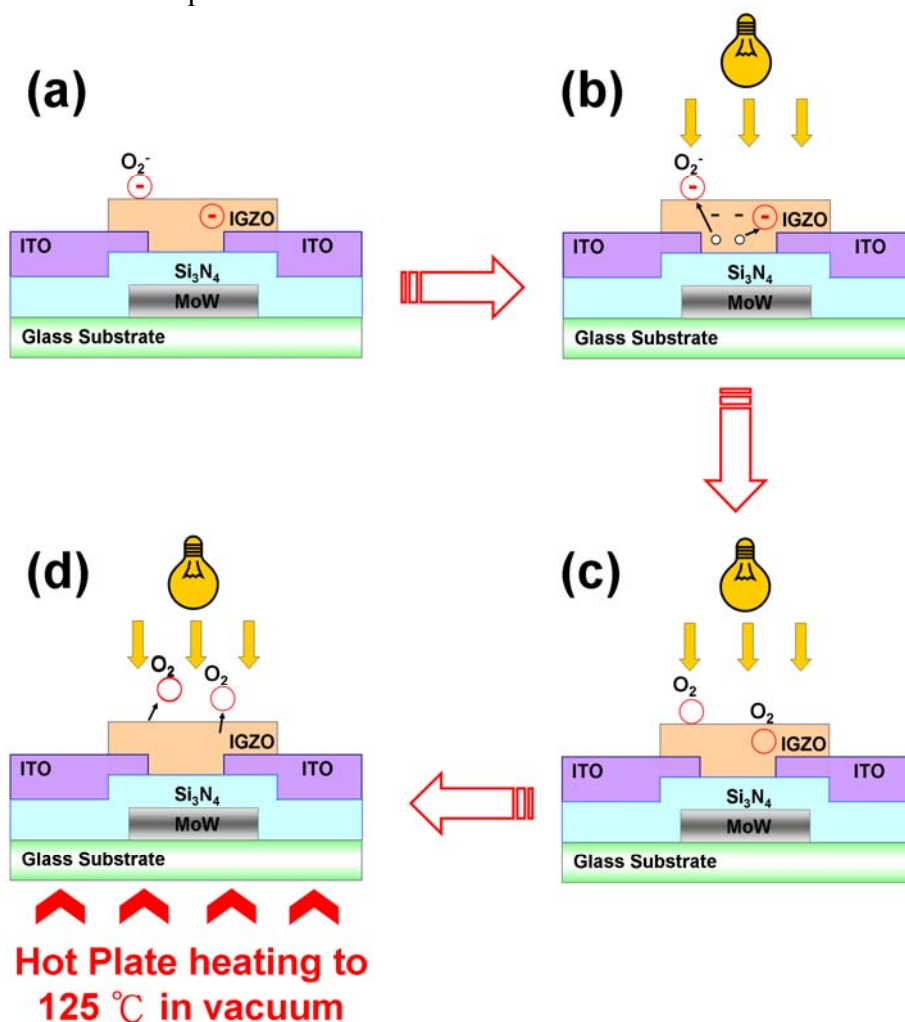 (a)
O₂⁻
-
- IGZO
ITO
ITO
Si₃N₄
MoW
Glass Substrate
(b)
O₂⁻
-
- - - IGZO
ITO
ITO
Si₃N₄
MoW
Glass Substrate
(d)
O₂
O₂
IGZO
ITO
ITO
Si₃N₄
MoW
Glass Substrate
Hot Plate heating to
125 ℃ in vacuum
(c)
O₂
O₂
IGZO
ITO
ITO
Si₃N₄
MoW
Glass Substrate